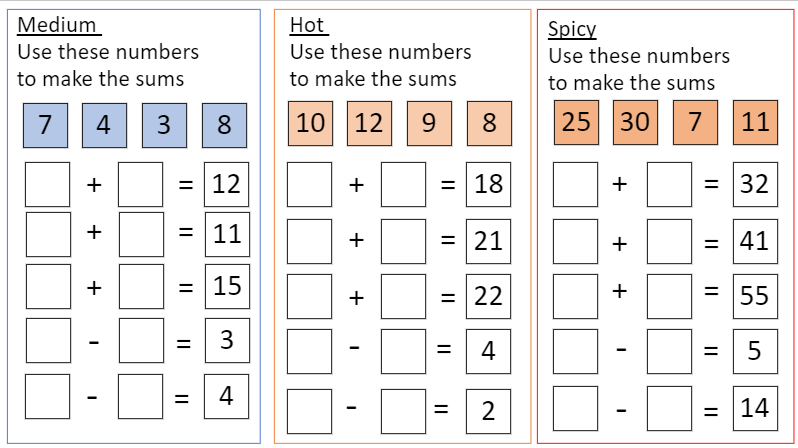 Medium
Use these numbers
to make the sums
7 4 3 8
+ = 12
+ = 11
+ = 15
- = 3
- = 4
Hot
Use these numbers
to make the sums
10 12 9 8
+ = 18
+ = 21
+ = 22
- = 4
- = 2
Spicy
Use these numbers
to make the sums
25 30 7 11
+ = 32
+ = 41
+ = 55
- = 5
- = 14